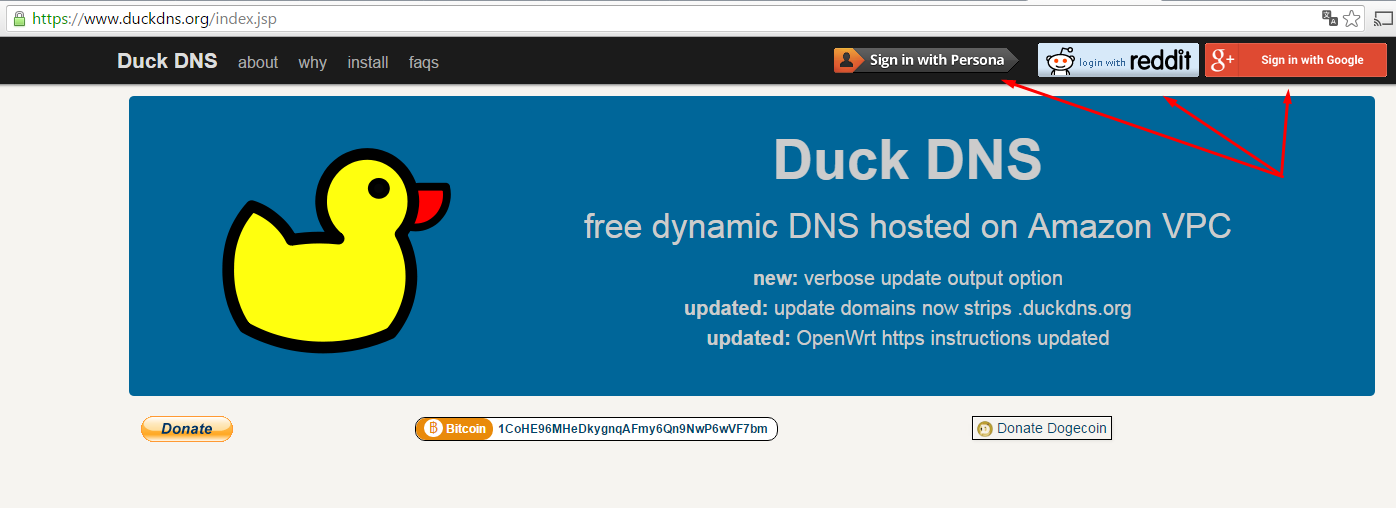 https://www.duckdns.org/index.jsp
Duck DNS about why install faqs Sign in with Persona login with reddit g+ Sign in with Google
Duck DNS
free dynamic DNS hosted on Amazon VPC
new: verbose update output option
updated: update domains now strips .duckdns.org
updated: OpenWrt https instructions updated
Donate Bitcoin 1CoHE96MHeDkygnqAFmy6Qn9NwP6wVF7bm Donate Dogecoin